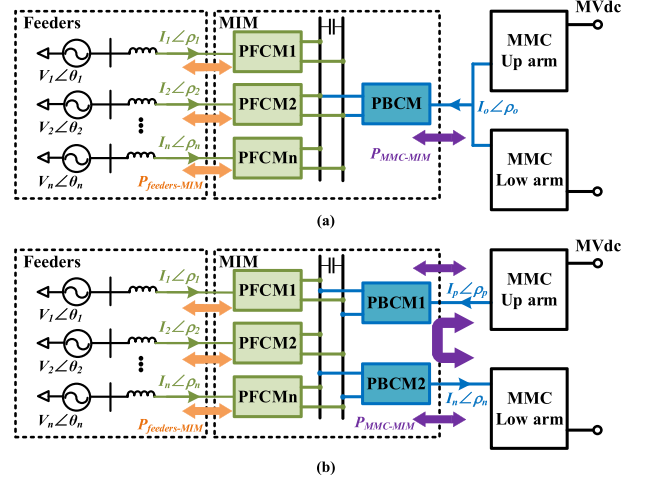 Feeders
MIM
MVdc
I1∠ρ1
PFCM1
V1∠θ1
MMC
Up arm
I2∠ρ2
PFCM2
PBCM
Io∠ρo
V2∠θ2
In∠ρn
PFCMn
PMMC-MIM
MMC
Low arm
Vn∠θn
Pfeeders-MIM
(a)
Feeders
MIM
MVdc
I1∠ρ1
PFCM1
PBCM1
Ip∠ρp
MMC
Up arm
V1∠θ1
I2∠ρ2
PFCM2
V2∠θ2
In∠ρn
PFCMn
PBCM2
In∠ρn
MMC
Low arm
Vn∠θn
Pfeeders-MIM
PMMC-MIM
(b)